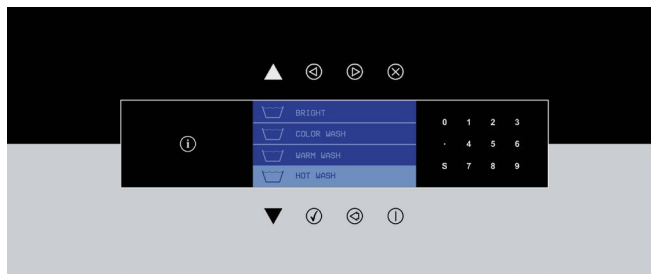 BRIGHT
COLOR WASH
WARM WASH
HOT WASH
0 1 2 3
· 4 5 6
S 7 8 9